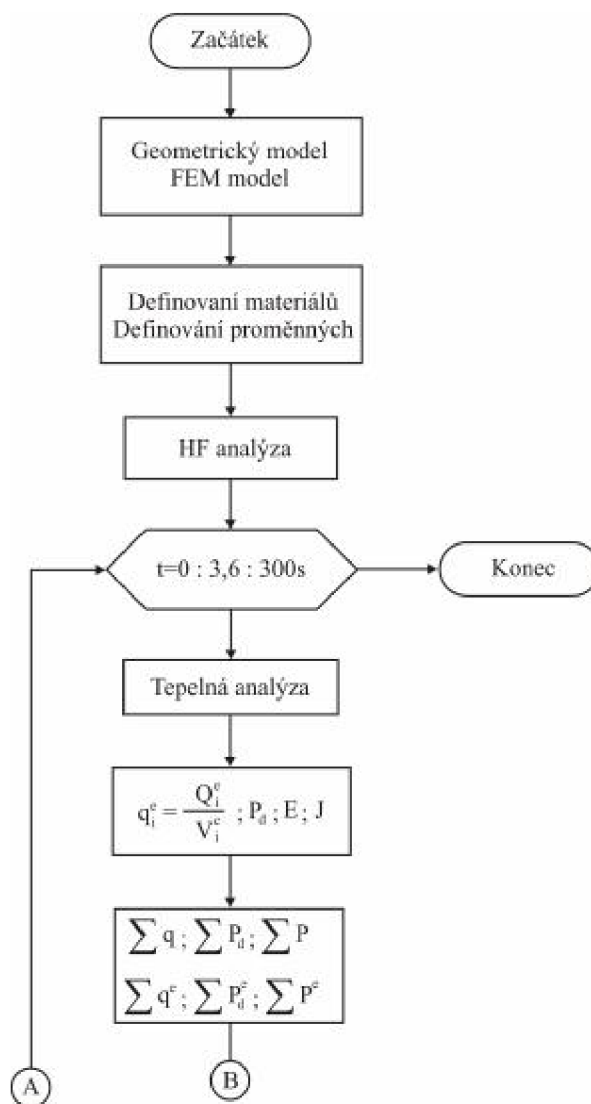 Začátek
Geometrický model
FEM model
Definovaní materiálů
Definování proměnných
HF analýza
t=0 : 3,6 : 300s
Konec
Tepelná analýza
q_i^e = Q_i^e / V_i^e ; P_d ; E ; J
∑ q ; ∑ P_d ; ∑ P
∑ q^e ; ∑ P_d^e ; ∑ P^e
A
B